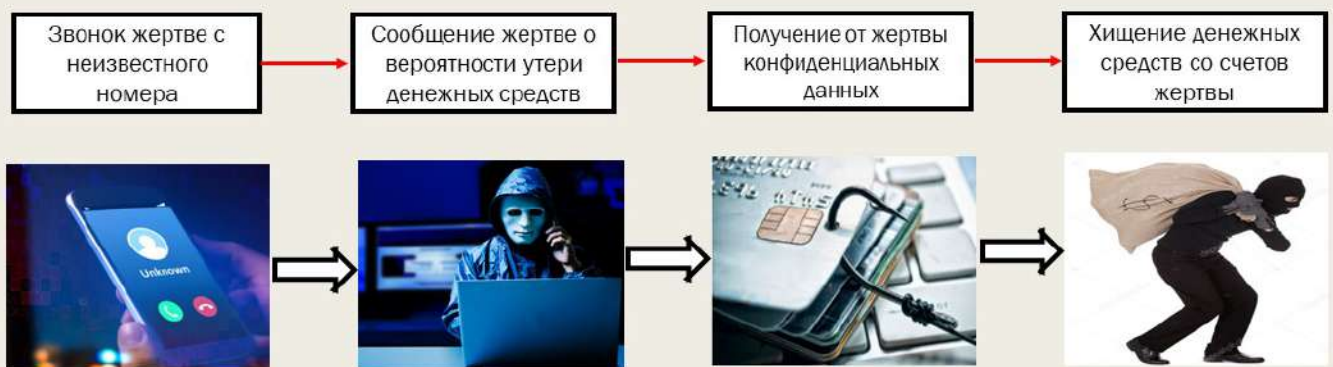 Звонок жертве с
неизвестного
номера
Сообщение жертве о
вероятности утери
денежных средств
Получение от жертвы
конфиденциальных
данных
Хищение денежных
средств со счетов
жертвы
Unknown